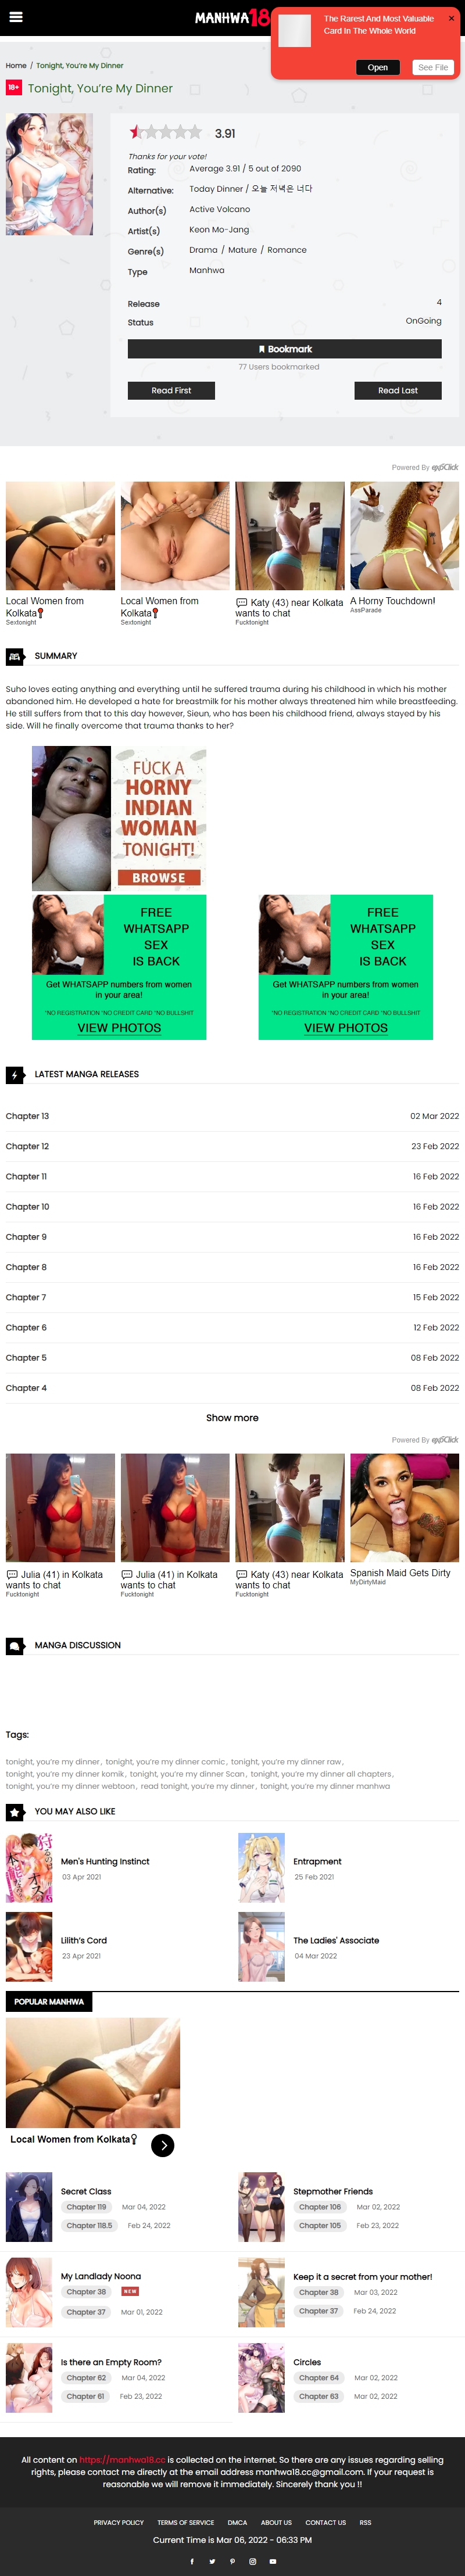 MANHWA18
The Rarest And Most Valuable
Card In The Whole World
×
Open
See File
Home / Tonight, You're My Dinner
18+
Tonight, You're My Dinner
3.91
Thanks for your vote!
Rating: Average 3.91 / 5 out of 2090
Alternative: Today Dinner / 오늘 저녁은 너다
Author(s) Active Volcano
Artist(s) Keon Mo-Jang
Genre(s) Drama / Mature / Romance
Type Manhwa
Release 4
Status OnGoing
Bookmark
77 Users bookmarked
Read First
Read Last
Powered By exoClick
Local Women from
Kolkata
Sextonight
Local Women from
Kolkata
Sextonight
Katy (43) near Kolkata
wants to chat
Fucktonight
A Horny Touchdown!
AssParade
SUMMARY
Suho loves eating anything and everything until he suffered trauma during his childhood in which his mother
abandoned him. He developed a hate for breastmilk for his mother always threatened him while breastfeeding.
He still suffers from that to this day however, Sieun, who has been his childhood friend, always stayed by his
side. Will he finally overcome that trauma thanks to her?
FUCK A
HORNY
INDIAN
WOMAN
TONIGHT!
BROWSE
FREE
WHATSAPP
SEX
IS BACK
Get WHATSAPP numbers from women
in your area!
*NO REGISTRATION *NO CREDIT CARD *NO BULLSHIT
VIEW PHOTOS
FREE
WHATSAPP
SEX
IS BACK
Get WHATSAPP numbers from women
in your area!
*NO REGISTRATION *NO CREDIT CARD *NO BULLSHIT
VIEW PHOTOS
LATEST MANGA RELEASES
Chapter 13 02 Mar 2022
Chapter 12 23 Feb 2022
Chapter 11 16 Feb 2022
Chapter 10 16 Feb 2022
Chapter 9 16 Feb 2022
Chapter 8 16 Feb 2022
Chapter 7 15 Feb 2022
Chapter 6 12 Feb 2022
Chapter 5 08 Feb 2022
Chapter 4 08 Feb 2022
Show more
Powered By exoClick
Julia (41) in Kolkata
wants to chat
Fucktonight
Julia (41) in Kolkata
wants to chat
Fucktonight
Katy (43) near Kolkata
wants to chat
Fucktonight
Spanish Maid Gets Dirty
MyDirtyMaid
MANGA DISCUSSION
Tags:
tonight, you're my dinner, tonight, you're my dinner comic, tonight, you're my dinner raw,
tonight, you're my dinner komik, tonight, you're my dinner Scan, tonight, you're my dinner all chapters,
tonight, you're my dinner webtoon, read tonight, you're my dinner, tonight, you're my dinner manhwa
YOU MAY ALSO LIKE
Men's Hunting Instinct
03 Apr 2021
Entrapment
25 Feb 2021
Lilith's Cord
23 Apr 2021
The Ladies' Associate
04 Mar 2022
POPULAR MANHWA
Local Women from Kolkata
Secret Class
Chapter 119 Mar 04, 2022
Chapter 118.5 Feb 24, 2022
Stepmother Friends
Chapter 106 Mar 02, 2022
Chapter 105 Feb 23, 2022
My Landlady Noona
Chapter 38 NEW
Chapter 37 Mar 01, 2022
Keep it a secret from your mother!
Chapter 38 Mar 03, 2022
Chapter 37 Feb 24, 2022
Is there an Empty Room?
Chapter 62 Mar 04, 2022
Chapter 61 Feb 23, 2022
Circles
Chapter 64 Mar 02, 2022
Chapter 63 Mar 02, 2022
All content on https://manhwa18.cc is collected on the internet. So there are any issues regarding selling
rights, please contact me directly at the email address manhwa18.cc@gmail.com. If your request is
reasonable we will remove it immediately. Sincerely thank you !!
PRIVACY POLICY TERMS OF SERVICE DMCA ABOUT US CONTACT US RSS
Current Time is Mar 06, 2022 - 06:33 PM